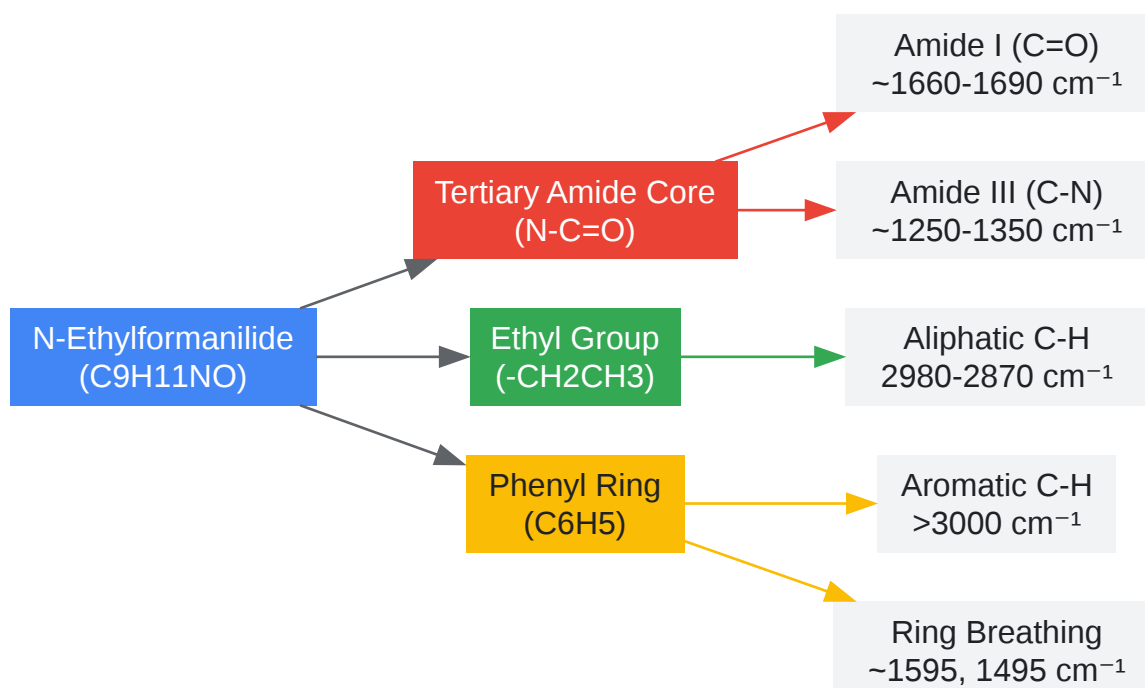 N-Ethylformanilide
(C9H11NO)
Tertiary Amide Core
(N-C=O)
Ethyl Group
(-CH2CH3)
Phenyl Ring
(C6H5)
Amide I (C=O)
~1660-1690 cm⁻¹
Amide III (C-N)
~1250-1350 cm⁻¹
Aliphatic C-H
2980-2870 cm⁻¹
Aromatic C-H
>3000 cm⁻¹
Ring Breathing
~1595, 1495 cm⁻¹